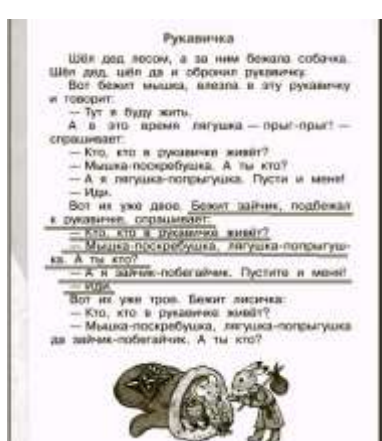 Рукавичка
Шёл дед лесом, а за ним бежала собачка.
Шёл дед, шёл да и обронил рукавичку.
Вот бежит мышка, влезла в эту рукавичку
и говорит:
— Тут я буду жить.
А в это время лягушка — прыг-прыг! —
спрашивает:
— Кто, кто в рукавичке живёт?
— Мышка-поскребушка. А ты кто?
— А я лягушка-попрыгушка. Пусти и меня!
— Иди.
Вот их уже двое. Бежит зайчик, подбежал
к рукавичке, спрашивает:
— Кто, кто в рукавичке живёт?
— Мышка-поскребушка, лягушка-попрыгуш-
ка. А ты кто?
— А я зайчик-побегайчик. Пустите и меня!
— Иди.
Вот их уже трое. Бежит лисичка:
— Кто, кто в рукавичке живёт?
— Мышка-поскребушка, лягушка-попрыгушка
да зайчик-побегайчик. А ты кто?